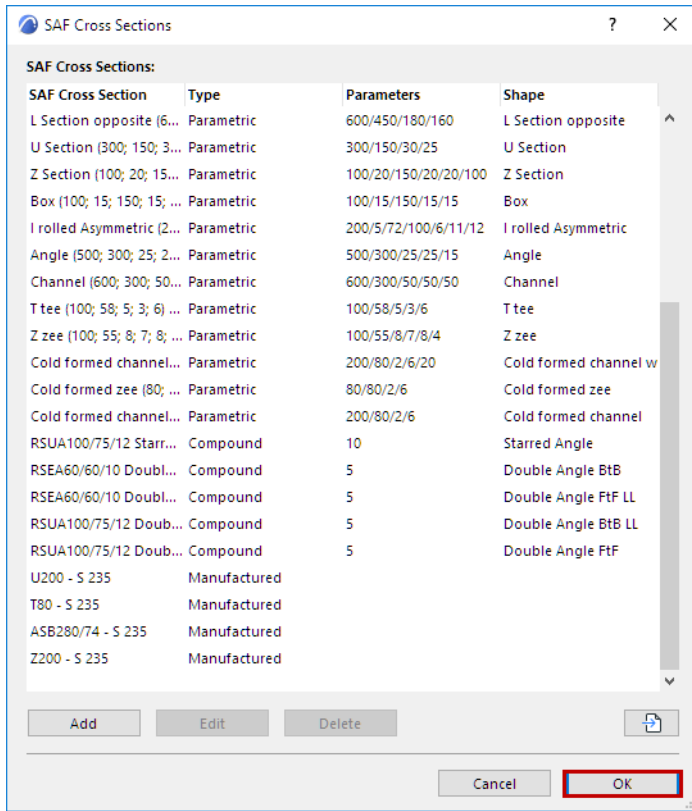 SAF Cross Sections ?
SAF Cross Sections:
SAF Cross Section Type Parameters Shape
L Section opposite (6... Parametric 600/450/180/160 L Section opposite
U Section (300; 150; 3... Parametric 300/150/30/25 U Section
Z Section (100; 20; 15... Parametric 100/20/150/20/20/100 Z Section
Box (100; 15; 150; 15; ... Parametric 100/15/150/15/15 Box
I rolled Asymmetric (2... Parametric 200/5/72/100/6/11/12 I rolled Asymmetric
Angle (500; 300; 25; 2... Parametric 500/300/25/25/15 Angle
Channel (600; 300; 50... Parametric 600/300/50/50/50 Channel
T tee (100; 58; 5; 3; 6) ... Parametric 100/58/5/3/6 T tee
Z zee (100; 55; 8; 7; 8; ... Parametric 100/55/8/7/8/4 Z zee
Cold formed channel... Parametric 200/80/2/6/20 Cold formed channel w
Cold formed zee (80; ... Parametric 80/80/2/6 Cold formed zee
Cold formed channel... Parametric 200/80/2/6 Cold formed channel
RSUA100/75/12 Starr... Compound 10 Starred Angle
RSEA60/60/10 Doubl... Compound 5 Double Angle BtB
RSEA60/60/10 Doubl... Compound 5 Double Angle FtF LL
RSUA100/75/12 Doub... Compound 5 Double Angle BtB LL
RSUA100/75/12 Doub... Compound 5 Double Angle FtF
U200 - S 235 Manufactured
T80 - S 235 Manufactured
ASB280/74 - S 235 Manufactured
Z200 - S 235 Manufactured
Add Edit Delete
Cancel OK